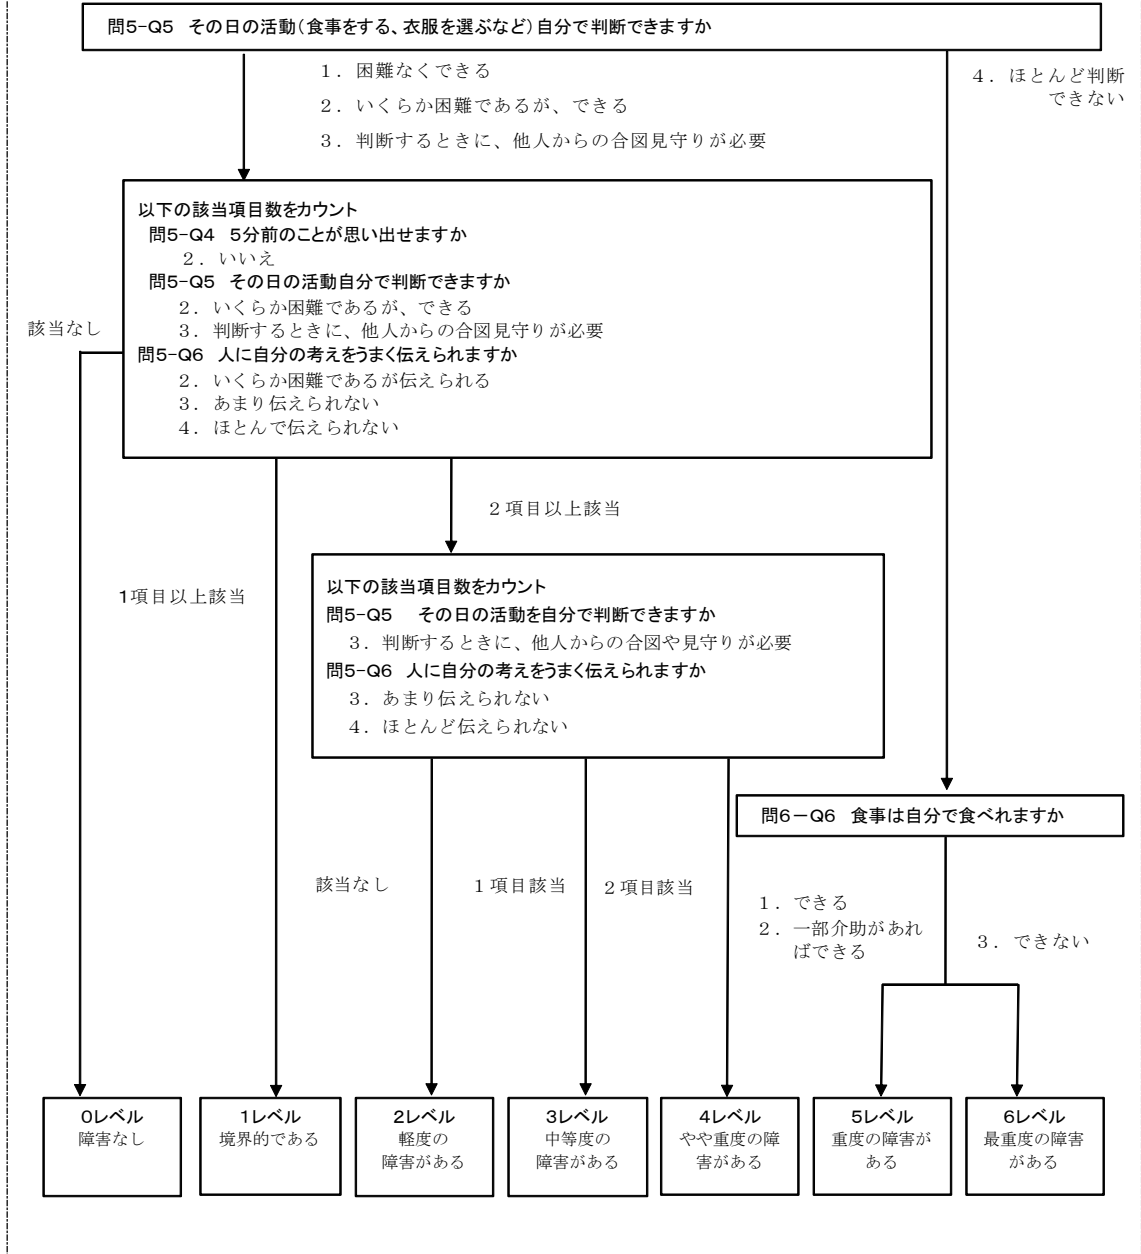 問5-Q5 その日の活動(食事をする、衣服を選ぶなど)自分で判断できますか
1．困難なくできる
2．いくらか困難であるが、できる
3．判断するときに、他人からの合図見守りが必要
4．ほとんど判断
できない
以下の該当項目数をカウント
問5-Q4 5分前のことが思い出せますか
2．いいえ
問5-Q5 その日の活動自分で判断できますか
2．いくらか困難であるが、できる
3．判断するときに、他人からの合図見守りが必要
問5-Q6 人に自分の考えをうまく伝えられますか
2．いくらか困難であるが伝えられる
3．あまり伝えられない
4．ほとんで伝えられない
該当なし
2項目以上該当
1項目以上該当
以下の該当項目数をカウント
問5-Q5 その日の活動を自分で判断できますか
3．判断するときに、他人からの合図や見守りが必要
問5-Q6 人に自分の考えをうまく伝えられますか
3．あまり伝えられない
4．ほとんど伝えられない
問6－Q6 食事は自分で食べれますか
該当なし
1項目該当
2項目該当
1．できる
2．一部介助があれ
ばできる
3．できない
0レベル
障害なし
1レベル
境界的である
2レベル
軽度の
障害がある
3レベル
中等度の
障害がある
4レベル
やや重度の障
害がある
5レベル
重度の障害が
ある
6レベル
最重度の障害
がある